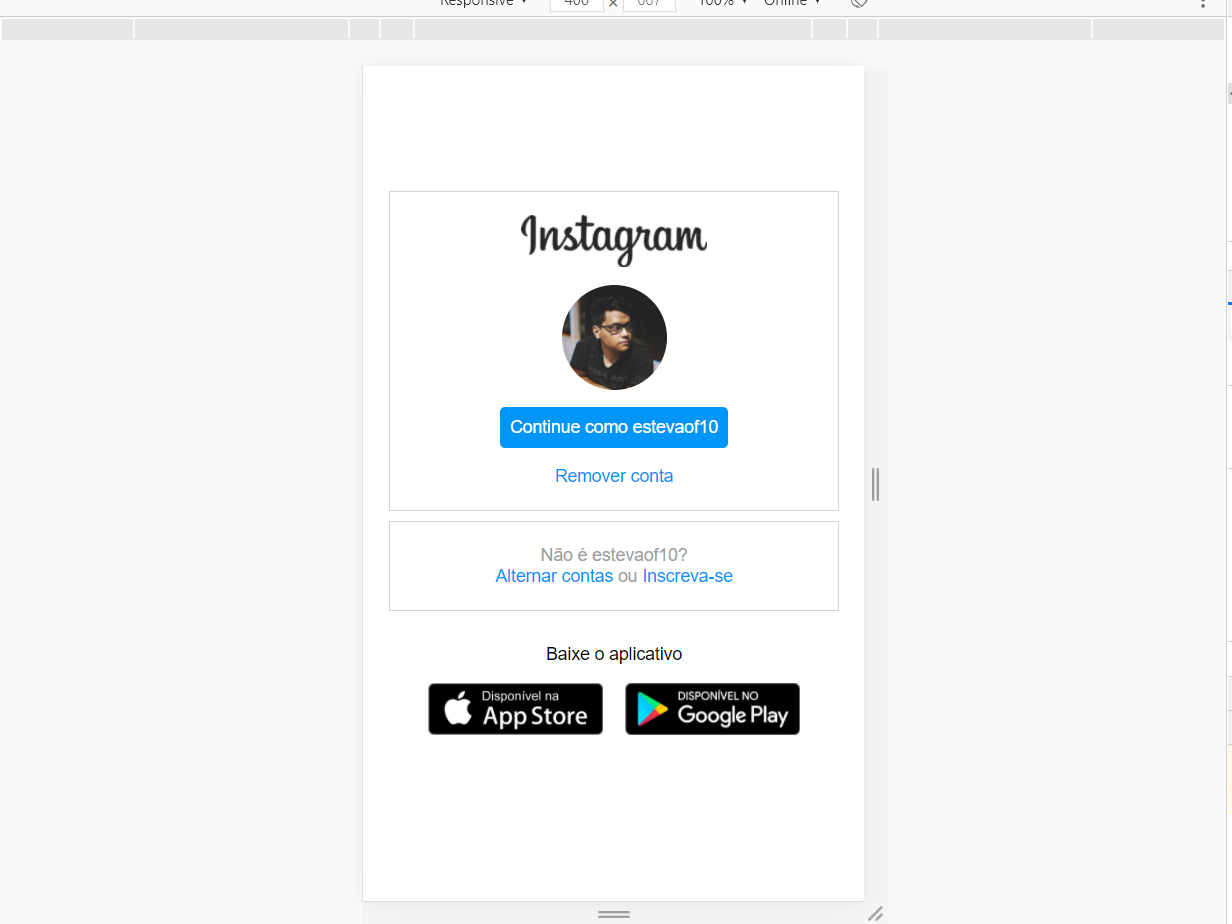 Responsive
400 × 667
100%
Online
Instagram
Continue como estevaof10
Remover conta
Não é estevaof10?
Alternar contas ou Inscreva-se
Baixe o aplicativo
Disponível na
App Store
DISPONÍVEL NO
Google Play